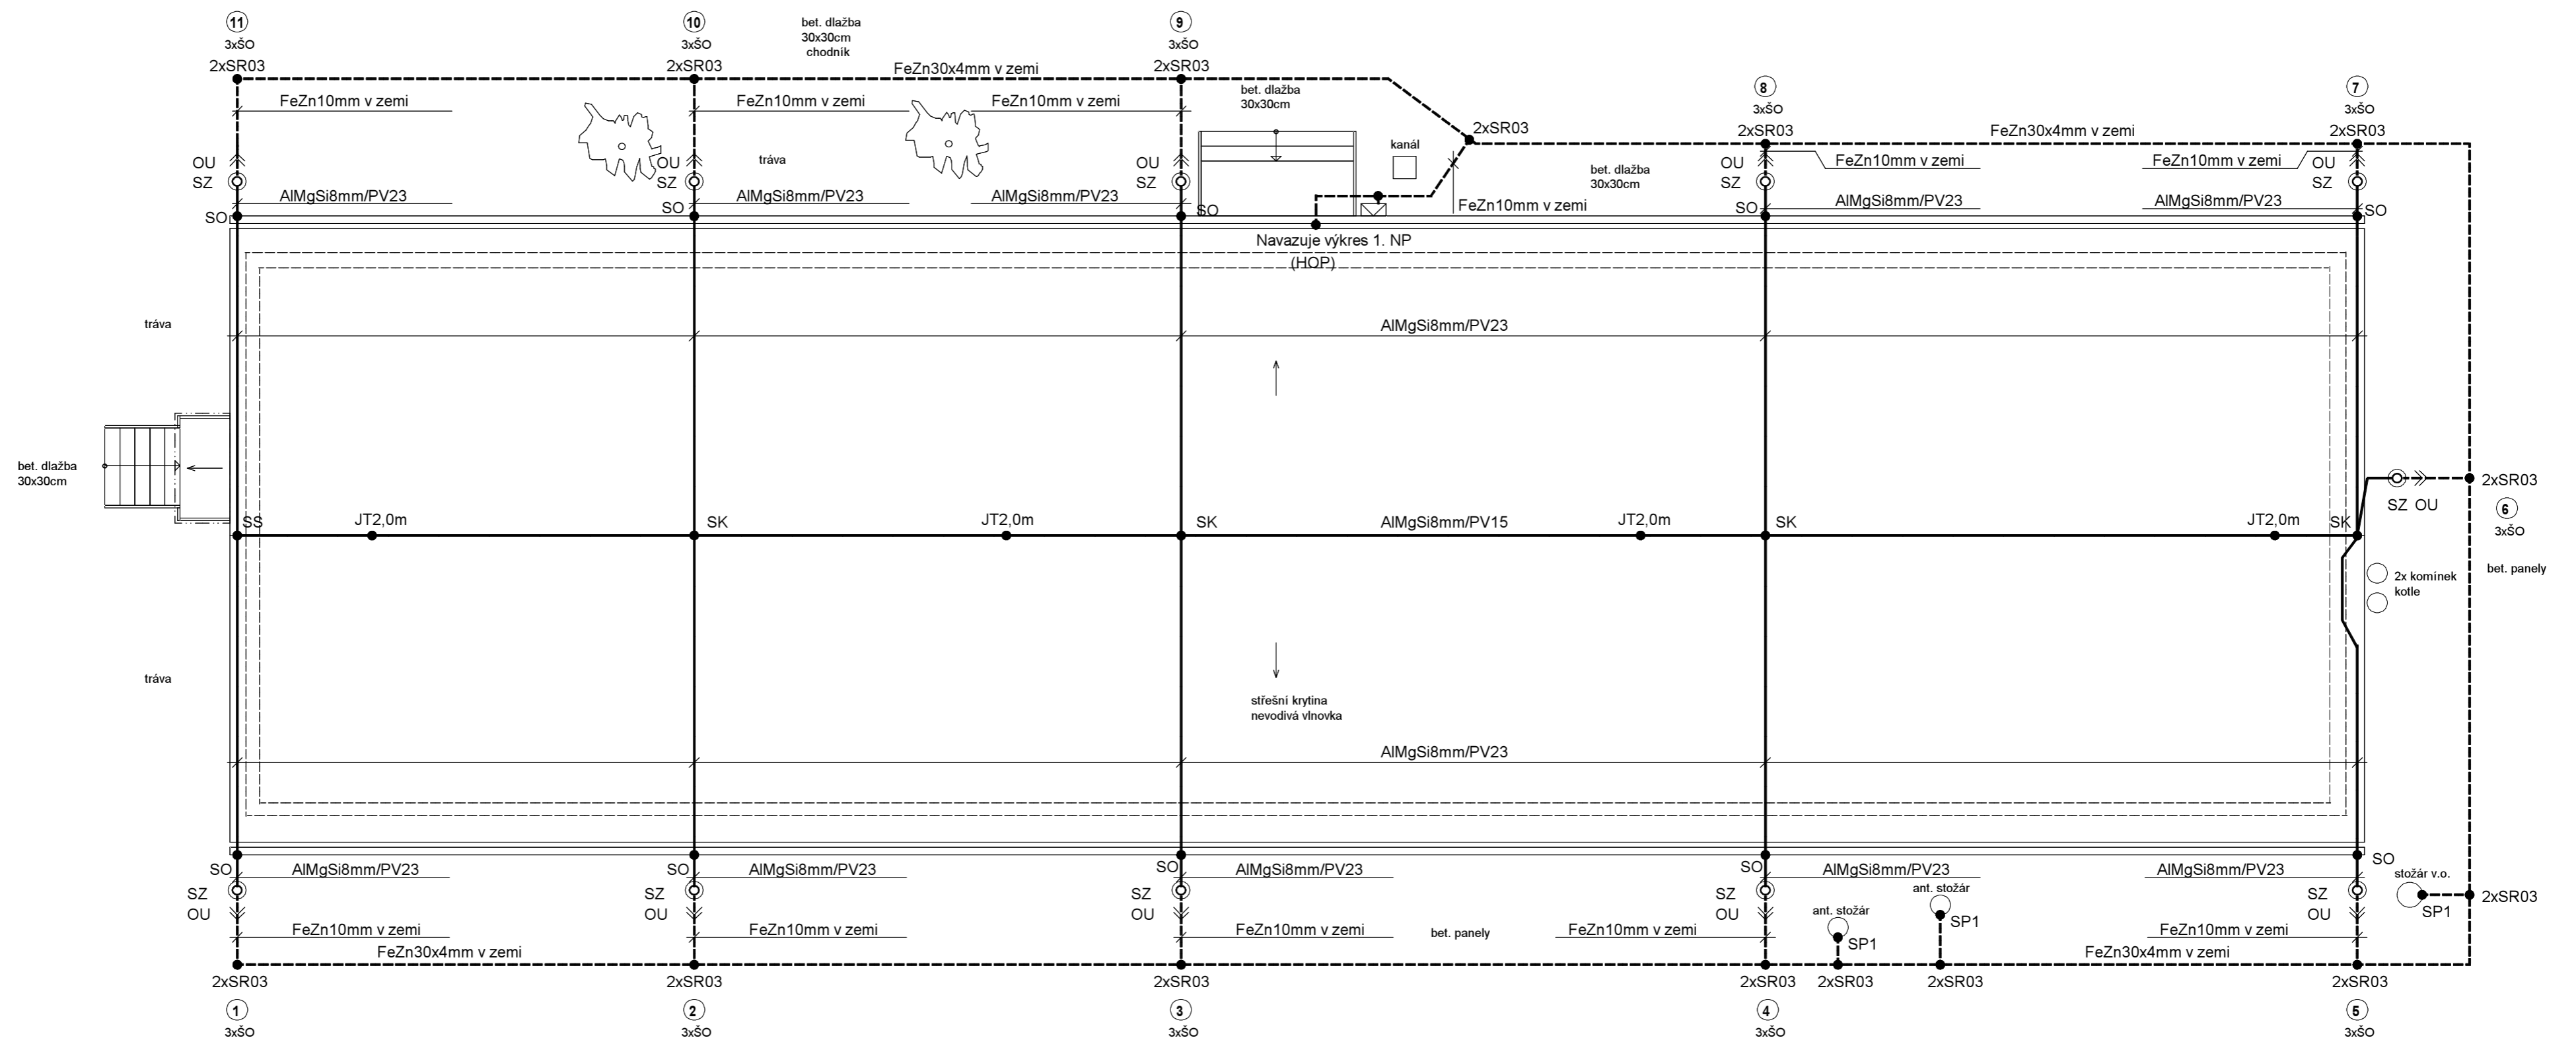 11
10
9
3xŠO
3xŠO
3xŠO
bet. dlažba
30x30cm
chodník
2xSR03
2xSR03
2xSR03
FeZn30x4mm v zemi
8
7
3xŠO
3xŠO
bet. dlažba
30x30cm
FeZn10mm v zemi
FeZn10mm v zemi
FeZn10mm v zemi
2xSR03
2xSR03
FeZn30x4mm v zemi
2xSR03
kanál
tráva
OU
OU
OU
OU
FeZn10mm v zemi
FeZn10mm v zemi
OU
SZ
SZ
SZ
SZ
SZ
bet. dlažba
30x30cm
AlMgSi8mm/PV23
AlMgSi8mm/PV23
AlMgSi8mm/PV23
FeZn10mm v zemi
AlMgSi8mm/PV23
AlMgSi8mm/PV23
SO
SO
SO
SO
SO
Navazuje výkres 1. NP
(HOP)
tráva
AlMgSi8mm/PV23
bet. dlažba
30x30cm
2xSR03
SZ OU
6
3xŠO
SS
JT2,0m
SK
JT2,0m
SK
AlMgSi8mm/PV15
JT2,0m
SK
JT2,0m
SK
bet. panely
2x komínek
kotle
tráva
střešní krytina
nevodivá vlnovka
AlMgSi8mm/PV23
SO
AlMgSi8mm/PV23
SO
AlMgSi8mm/PV23
SO
AlMgSi8mm/PV23
SO
AlMgSi8mm/PV23
AlMgSi8mm/PV23
SO
stožár v.o.
ant. stožár
SZ
SZ
SZ
SZ
SZ
2xSR03
OU
OU
OU
OU
ant. stožár
SP1
OU
SP1
FeZn10mm v zemi
FeZn10mm v zemi
FeZn10mm v zemi
bet. panely
FeZn10mm v zemi
SP1
FeZn10mm v zemi
FeZn30x4mm v zemi
FeZn30x4mm v zemi
2xSR03
2xSR03
2xSR03
2xSR03
2xSR03
2xSR03
2xSR03
1
2
3
4
5
3xŠO
3xŠO
3xŠO
3xŠO
3xŠO